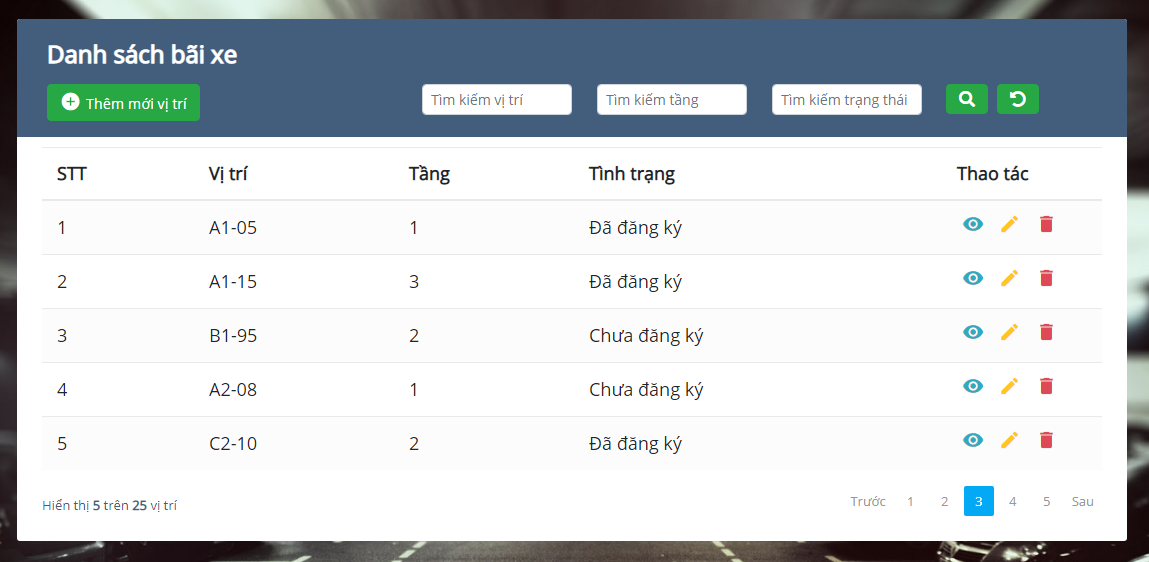 Danh sách bãi xe
Thêm mới vị trí
Tìm kiếm vị trí
Tìm kiếm tầng
Tìm kiếm trạng thái
STT Vị trí Tầng Tình trạng Thao tác
1 A1-05 1 Đã đăng ký
2 A1-15 3 Đã đăng ký
3 B1-95 2 Chưa đăng ký
4 A2-08 1 Chưa đăng ký
5 C2-10 2 Đã đăng ký
Hiển thị 5 trên 25 vị trí
Trước 1 2 3 4 5 Sau